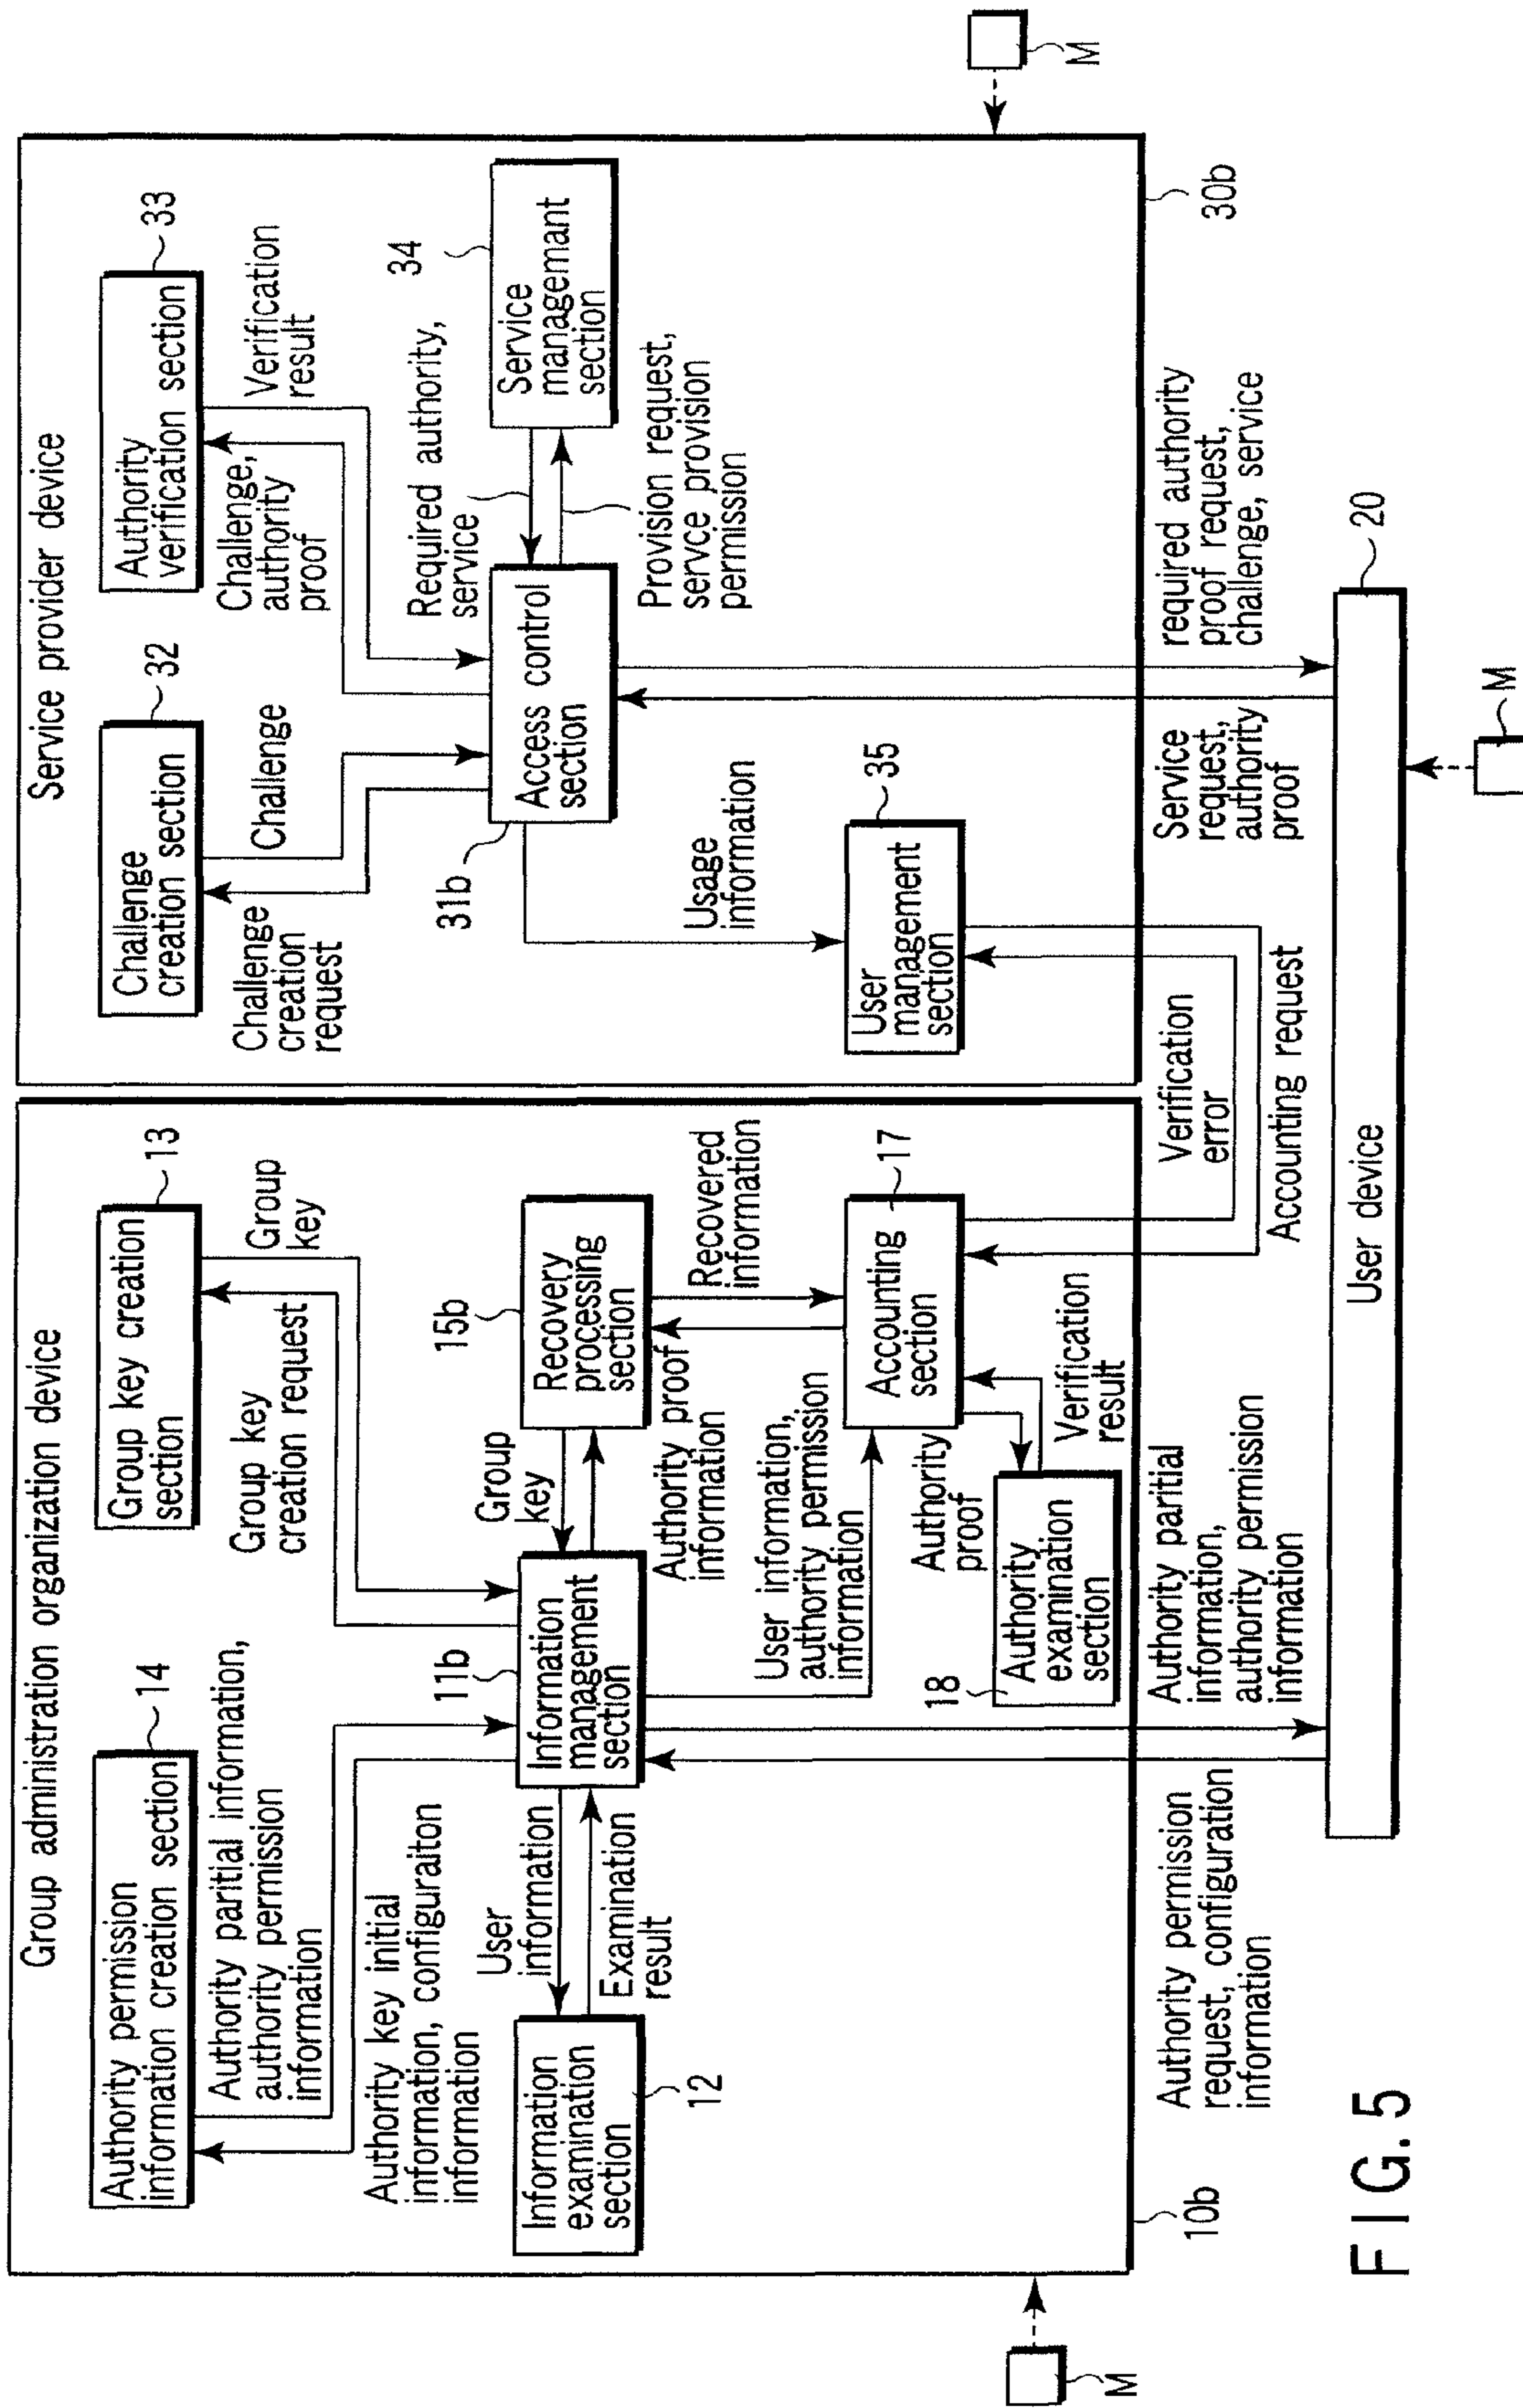 Group administration organization device
Authority permission
information creation section
14
Authority paritial information,
authority permission
information
Authority key initial
information, configuraiton
information
Group key creation
section
13
Group
key
Group key
creation request
Information
examination
section
12
User
information
Examination
result
Information
management
section
11b
Group
key
Recovery
processing
section
15b
Authority proof
information
Recovered
information
User information,
authority permission
information
Accounting
section
17
Authority
proof
Verification
result
Authority
examination
section
18
10b
M
Service provider device
Challenge
creation section
32
Challenge
Challenge
creation
request
Authority
verification section
33
Verification
result
Challenge,
authority
proof
Access control
section
31b
Required authority,
service
Service
managemant
section
34
Provision request,
servce provision
permission
Usage
information
User
management
section
35
30b
M
Authority permission
request, configuration
information
Authority paritial
information,
authority permission
information
Verification
error
Accounting request
Service
request,
authority
proof
required authority
proof request,
challenge, service
User device
20
M
FIG. 5